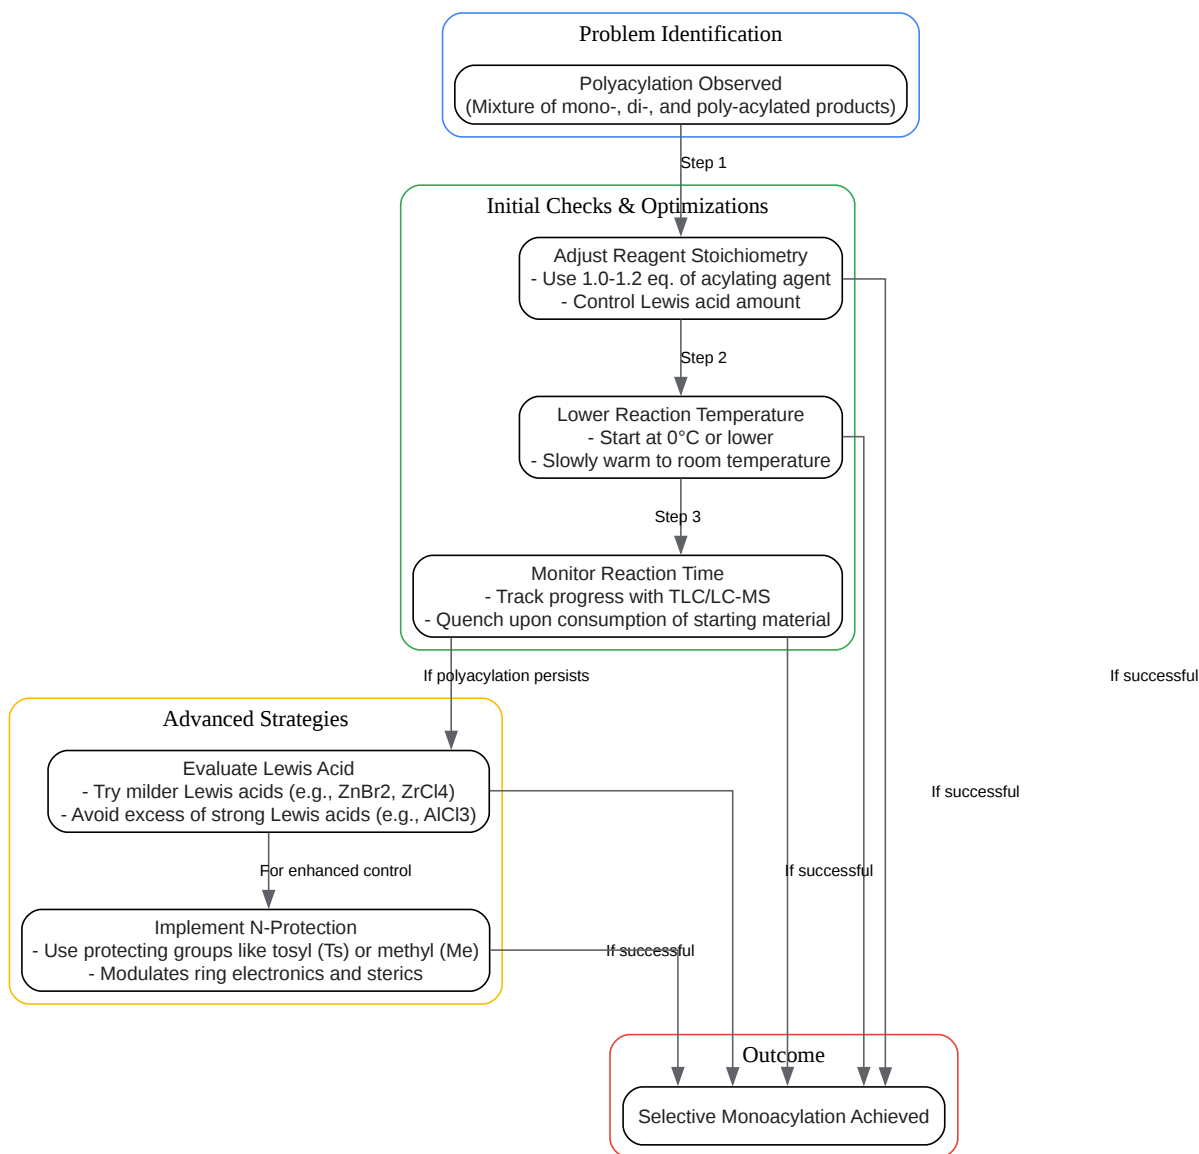 Problem Identification
Polyacylation Observed
(Mixture of mono-, di-, and poly-acylated products)
Step 1
Initial Checks & Optimizations
Adjust Reagent Stoichiometry
- Use 1.0-1.2 eq. of acylating agent
- Control Lewis acid amount
Step 2
Lower Reaction Temperature
- Start at 0°C or lower
- Slowly warm to room temperature
Step 3
Monitor Reaction Time
- Track progress with TLC/LC-MS
- Quench upon consumption of starting material
If polyacylation persists
If successful
Advanced Strategies
Evaluate Lewis Acid
- Try milder Lewis acids (e.g., ZnBr2, ZrCl4)
- Avoid excess of strong Lewis acids (e.g., AlCl3)
If successful
For enhanced control
If successful
Implement N-Protection
- Use protecting groups like tosyl (Ts) or methyl (Me)
- Modulates ring electronics and sterics
If successful
Outcome
Selective Monoacylation Achieved